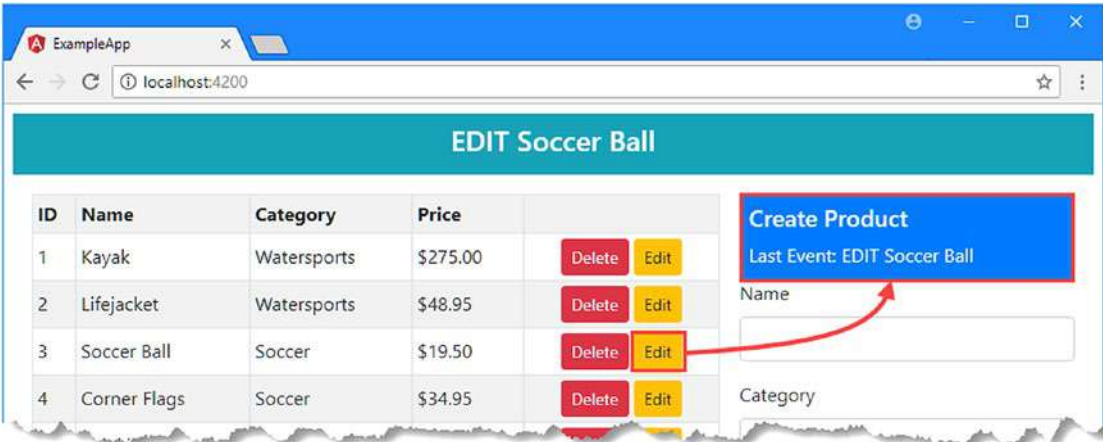 ExampleApp
localhost:4200
EDIT Soccer Ball
ID Name Category Price
1 Kayak Watersports $275.00 Delete Edit
2 Lifejacket Watersports $48.95 Delete Edit
3 Soccer Ball Soccer $19.50 Delete Edit
4 Corner Flags Soccer $34.95 Delete Edit
Create Product
Last Event: EDIT Soccer Ball
Name
Category